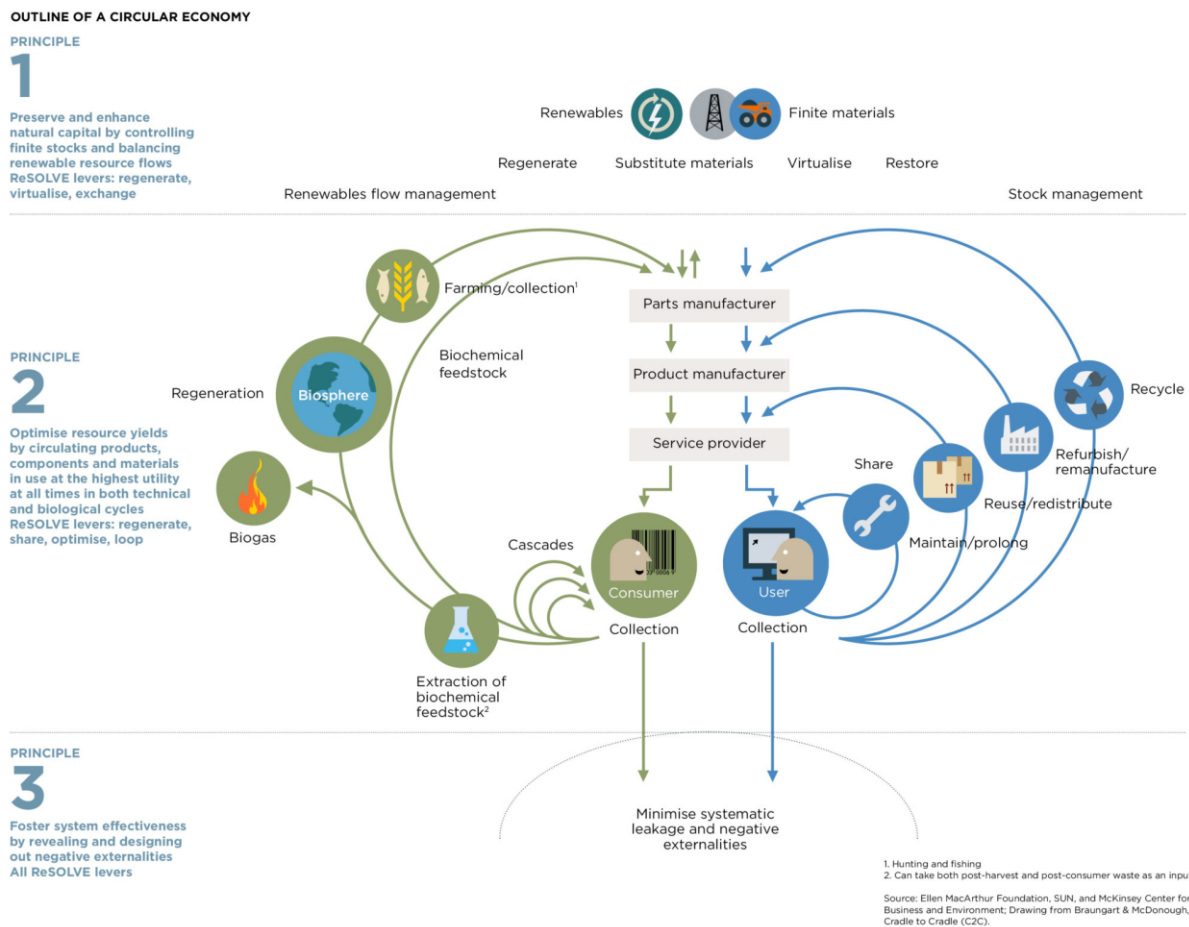 OUTLINE OF A CIRCULAR ECONOMY
PRINCIPLE
1
Preserve and enhance
natural capital by controlling
finite stocks and balancing
renewable resource flows
ReSOLVE levers: regenerate,
virtualise, exchange
Renewables
Finite materials
Regenerate
Substitute materials
Virtualise
Restore
Renewables flow management
Stock management
PRINCIPLE
2
Optimise resource yields
by circulating products,
components and materials
in use at the highest utility
at all times in both technical
and biological cycles
ReSOLVE levers: regenerate,
share, optimise, loop
Farming/collection¹
Biochemical
feedstock
Regeneration
Biosphere
Biogas
Cascades
Extraction of
biochemical
feedstock²
Parts manufacturer
Product manufacturer
Service provider
Consumer
Collection
User
Collection
Share
Maintain/prolong
Reuse/redistribute
Refurbish/
remanufacture
Recycle
PRINCIPLE
3
Foster system effectiveness
by revealing and designing
out negative externalities
All ReSOLVE levers
Minimise systematic
leakage and negative
externalities
1. Hunting and fishing
2. Can take both post-harvest and post-consumer waste as an inpu
Source: Ellen MacArthur Foundation, SUN, and McKinsey Center for
Business and Environment; Drawing from Braungart & McDonough,
Cradle to Cradle (C2C).